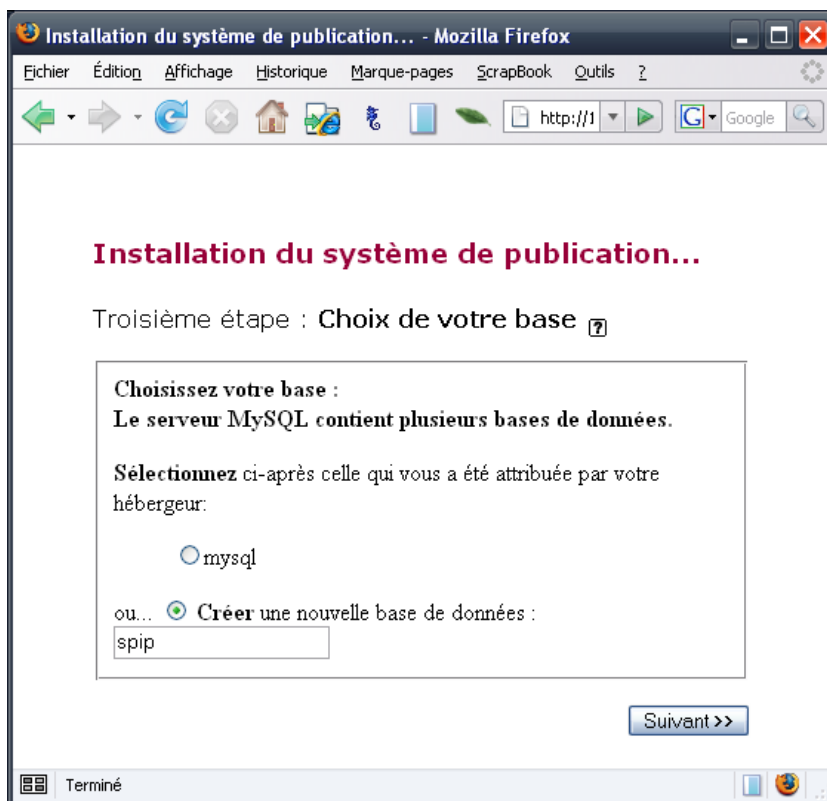 Installation du système de publication... - Mozilla Firefox
Fichier Édition Affichage Historique Marque-pages ScrapBook Outils ?
http://1 G Google
Installation du système de publication...
Troisième étape : Choix de votre base ?
Choisissez votre base :
Le serveur MySQL contient plusieurs bases de données.
Sélectionnez ci-après celle qui vous a été attribuée par votre
hébergeur:
mysql
ou... Créer une nouvelle base de données :
spip
Suivant >>
Terminé